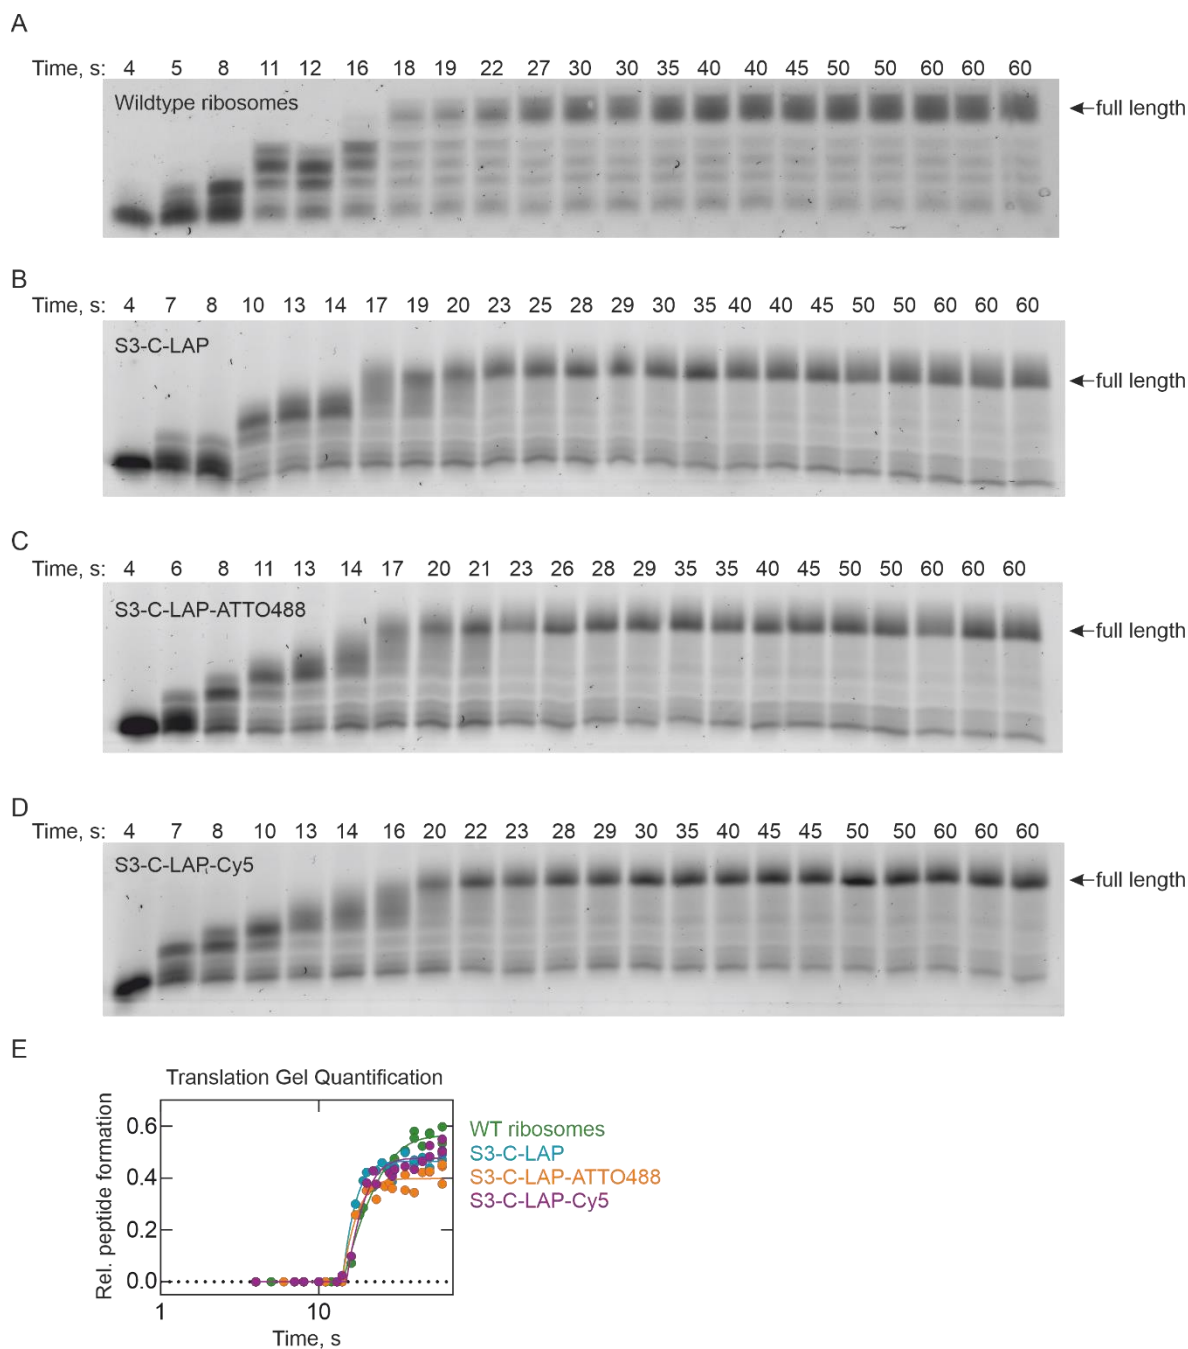 A
Time, s: 4 5 8 11 12 16 18 19 22 27 30 30 35 40 40 45 50 50 60 60 60
Wildtype ribosomes
full length
B
Time, s: 4 7 8 10 13 14 17 19 20 23 25 28 29 30 35 40 40 45 50 50 60 60 60
S3-C-LAP
full length
C
Time, s: 4 6 8 11 13 14 17 20 21 23 26 28 29 35 35 40 45 50 50 60 60 60
S3-C-LAP-ATTO488
full length
D
Time, s: 4 7 8 10 13 14 16 20 22 23 28 29 30 35 40 45 45 50 50 60 60 60
S3-C-LAP-Cy5
full length
E
Translation Gel Quantification
Rel. peptide formation
0.6
0.4
0.2
0.0
1 10
Time, s
WT ribosomes
S3-C-LAP
S3-C-LAP-ATTO488
S3-C-LAP-Cy5